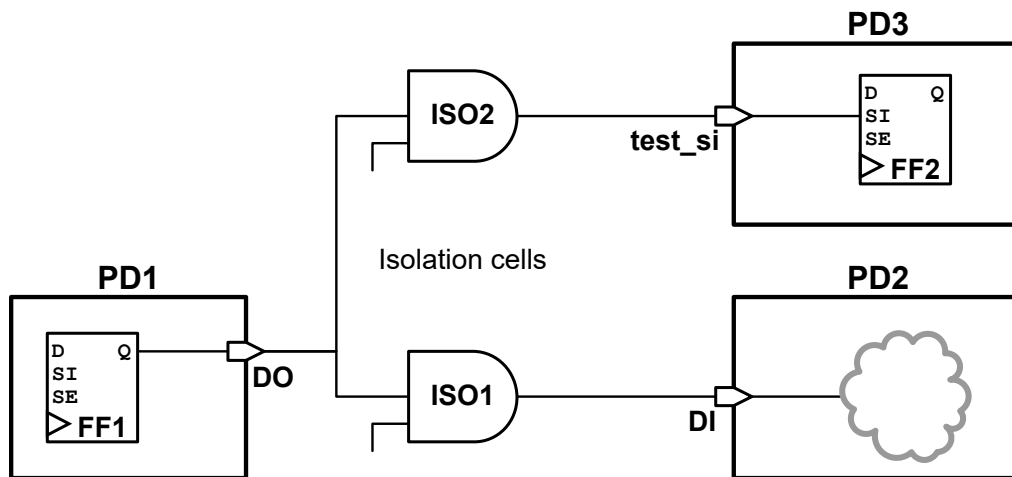 PD3
D Q
SI
SE
FF2
ISO2
test_si
Isolation cells
PD1
D Q
SI
SE
FF1
DO
ISO1
PD2
DI